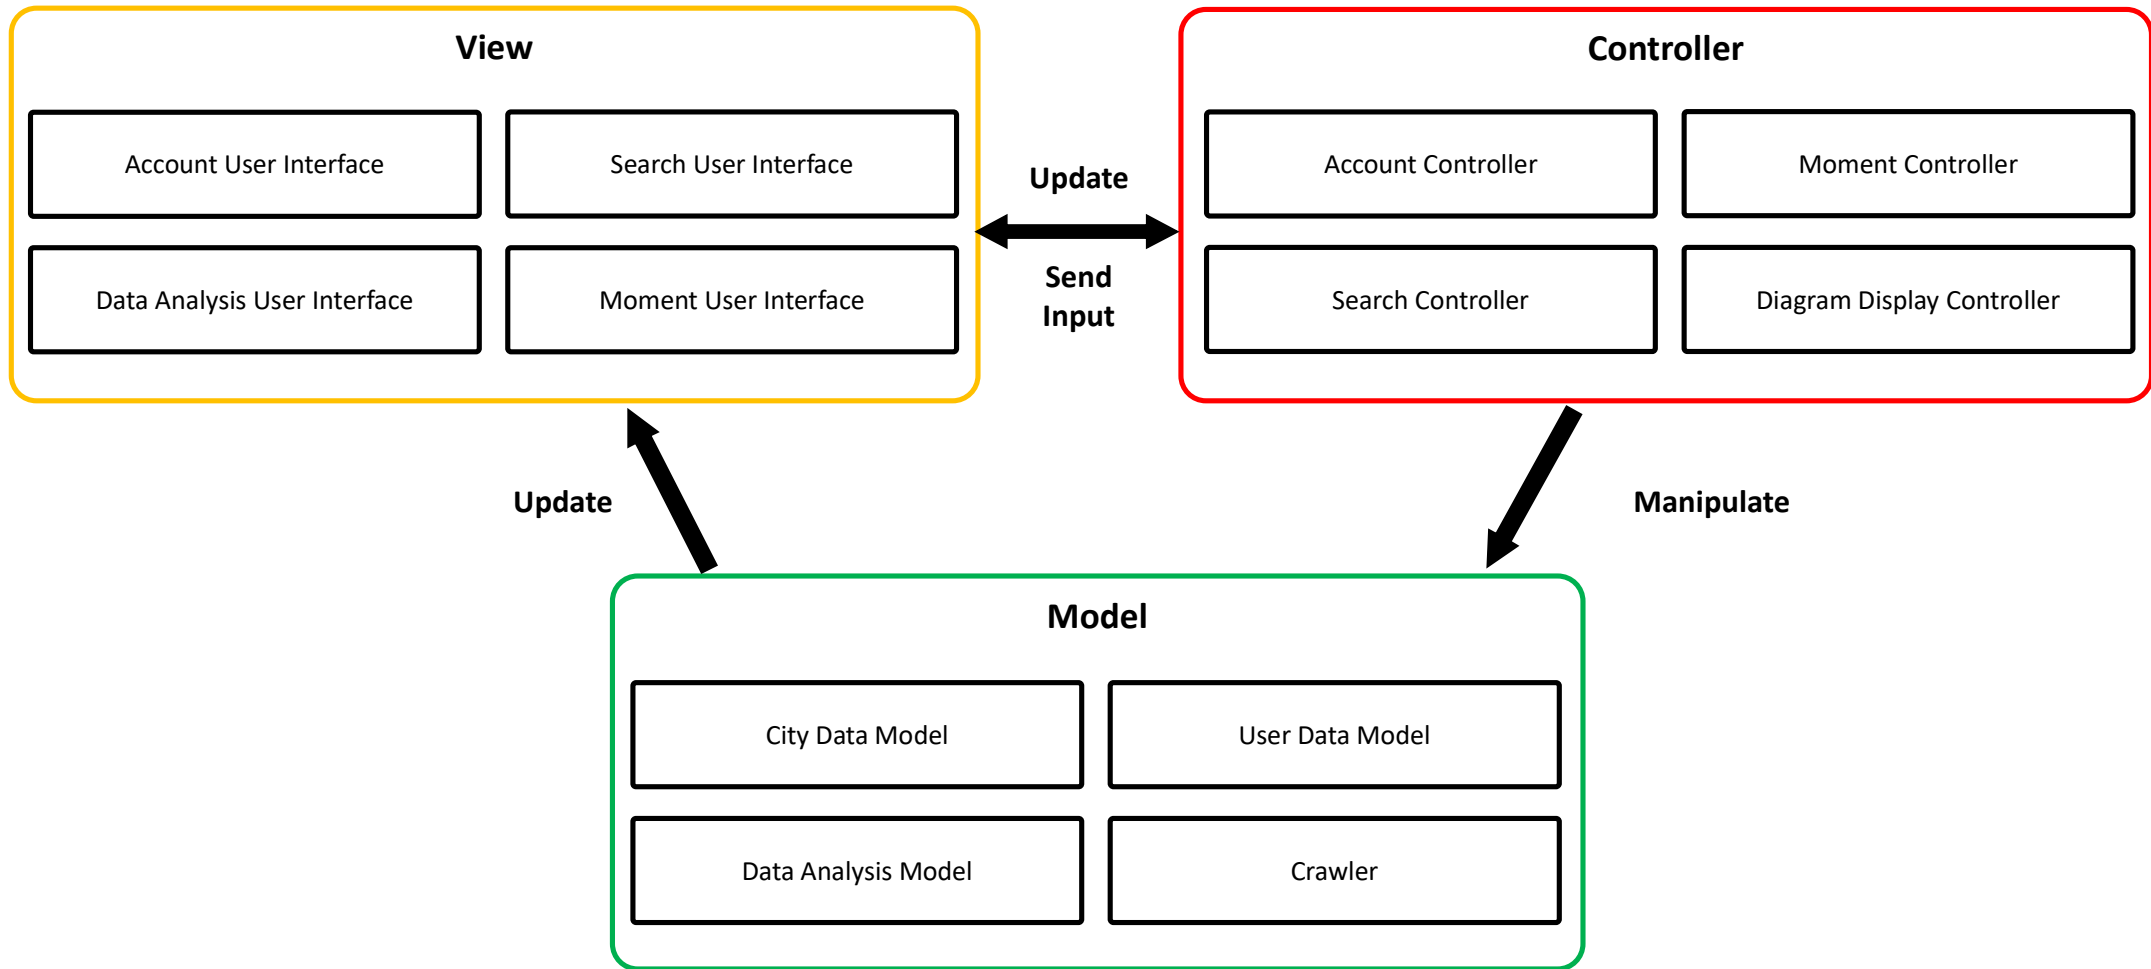 View
Account User Interface
Search User Interface
Data Analysis User Interface
Moment User Interface
Update
Send
Input
Controller
Account Controller
Moment Controller
Search Controller
Diagram Display Controller
Update
Manipulate
Model
City Data Model
User Data Model
Data Analysis Model
Crawler